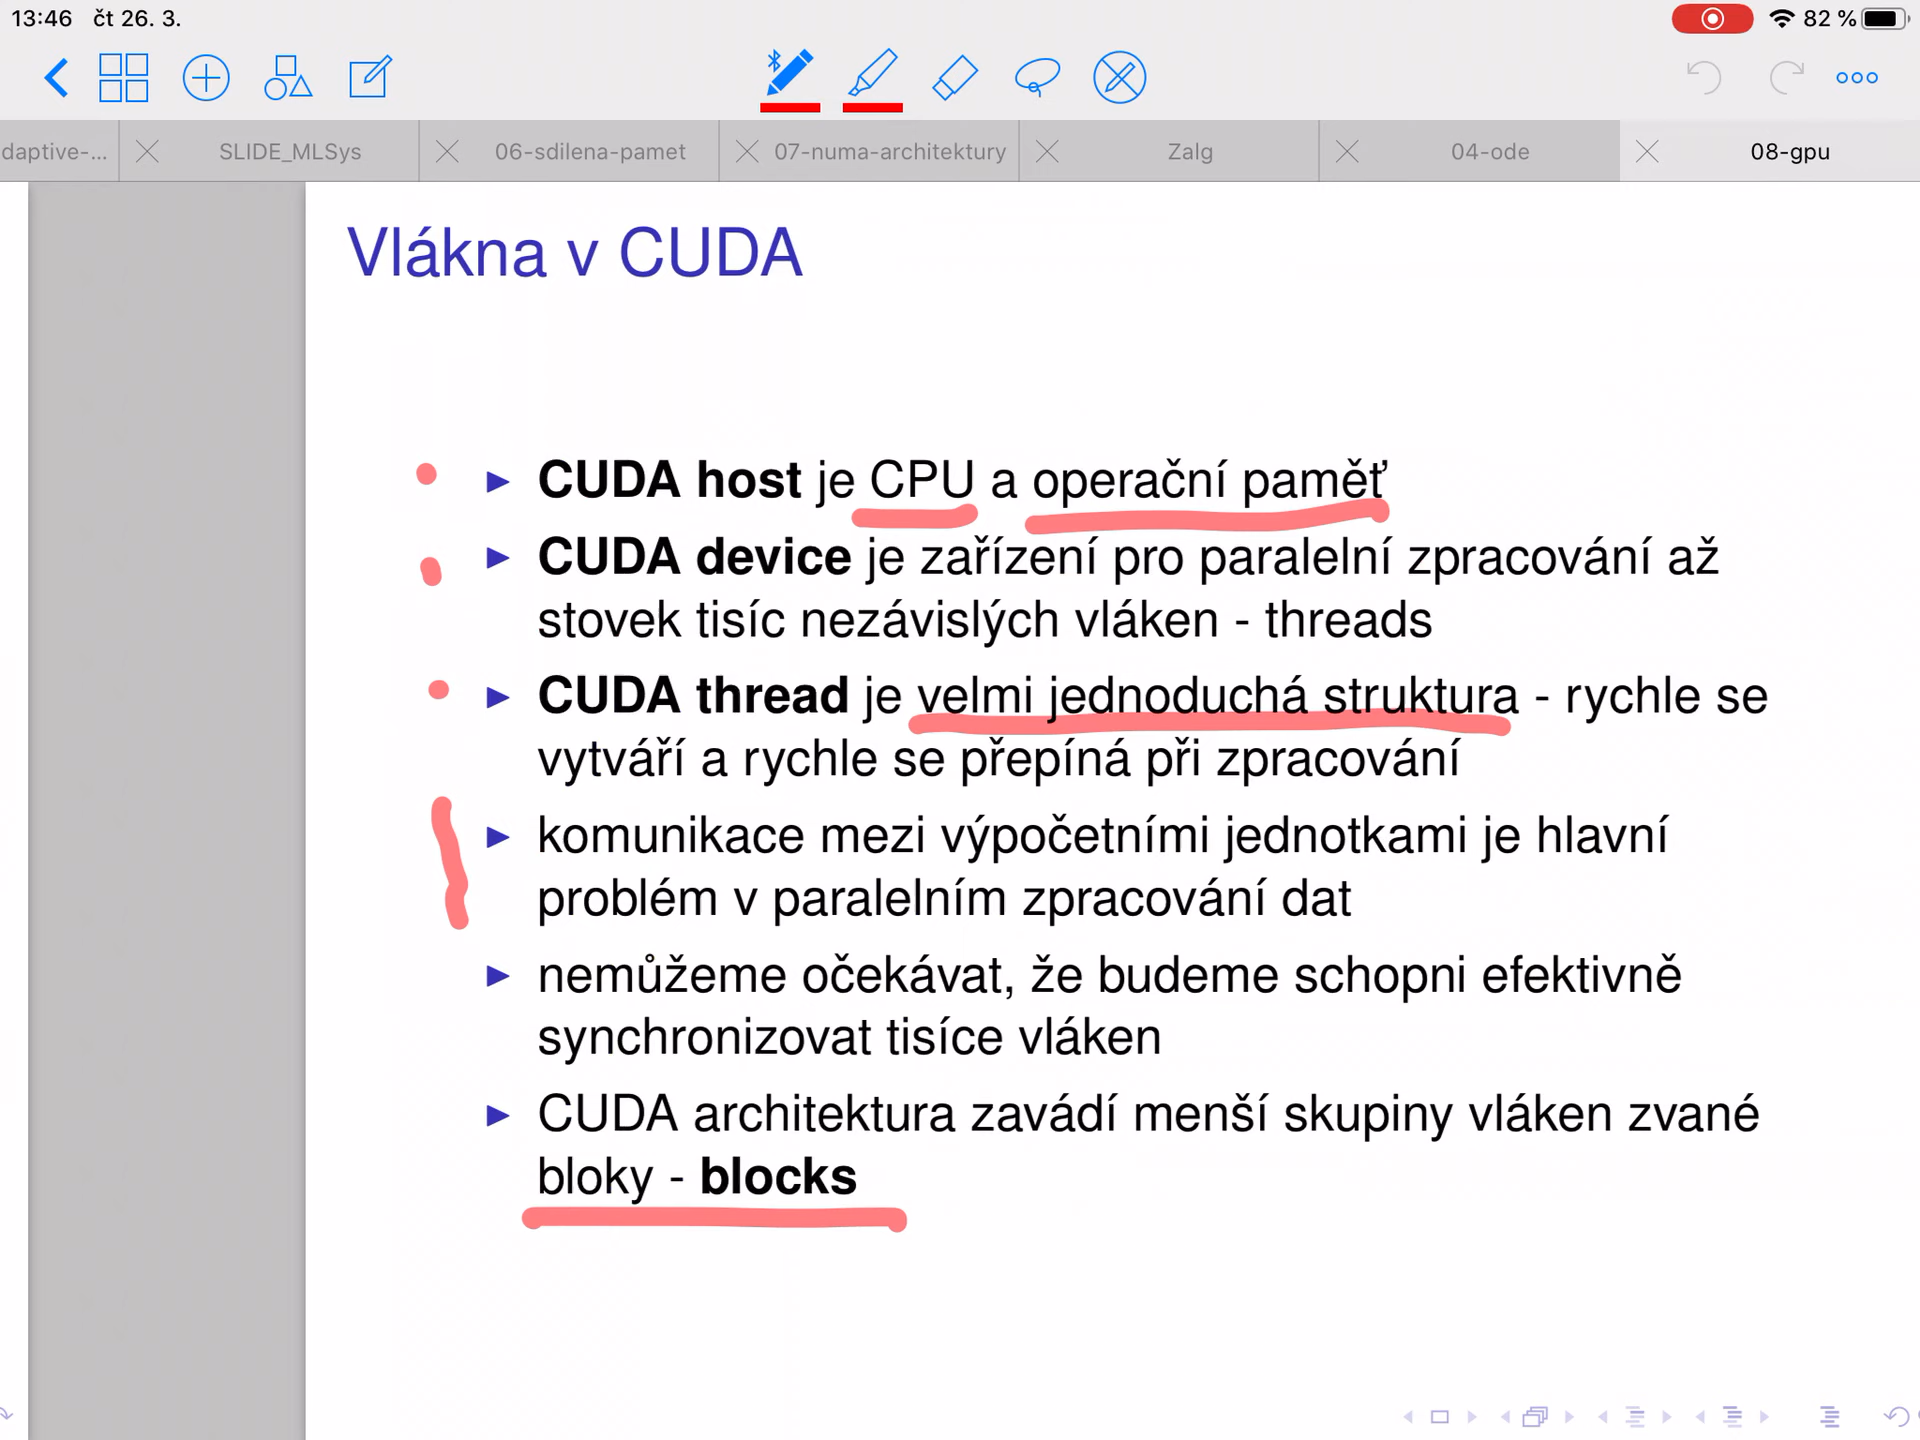 13:46 čt 26. 3.
82 %
daptive-...
SLIDE_MLSys
06-sdilena-pamet
07-numa-architektury
Zalg
04-ode
08-gpu
Vlákna v CUDA
CUDA host je CPU a operační paměť
CUDA device je zařízení pro paralelní zpracování až
stovek tisíc nezávislých vláken - threads
CUDA thread je velmi jednoduchá struktura - rychle se
vytváří a rychle se přepíná při zpracování
komunikace mezi výpočetními jednotkami je hlavní
problém v paralelním zpracování dat
nemůžeme očekávat, že budeme schopni efektivně
synchronizovat tisíce vláken
CUDA architektura zavádí menší skupiny vláken zvané
bloky - blocks